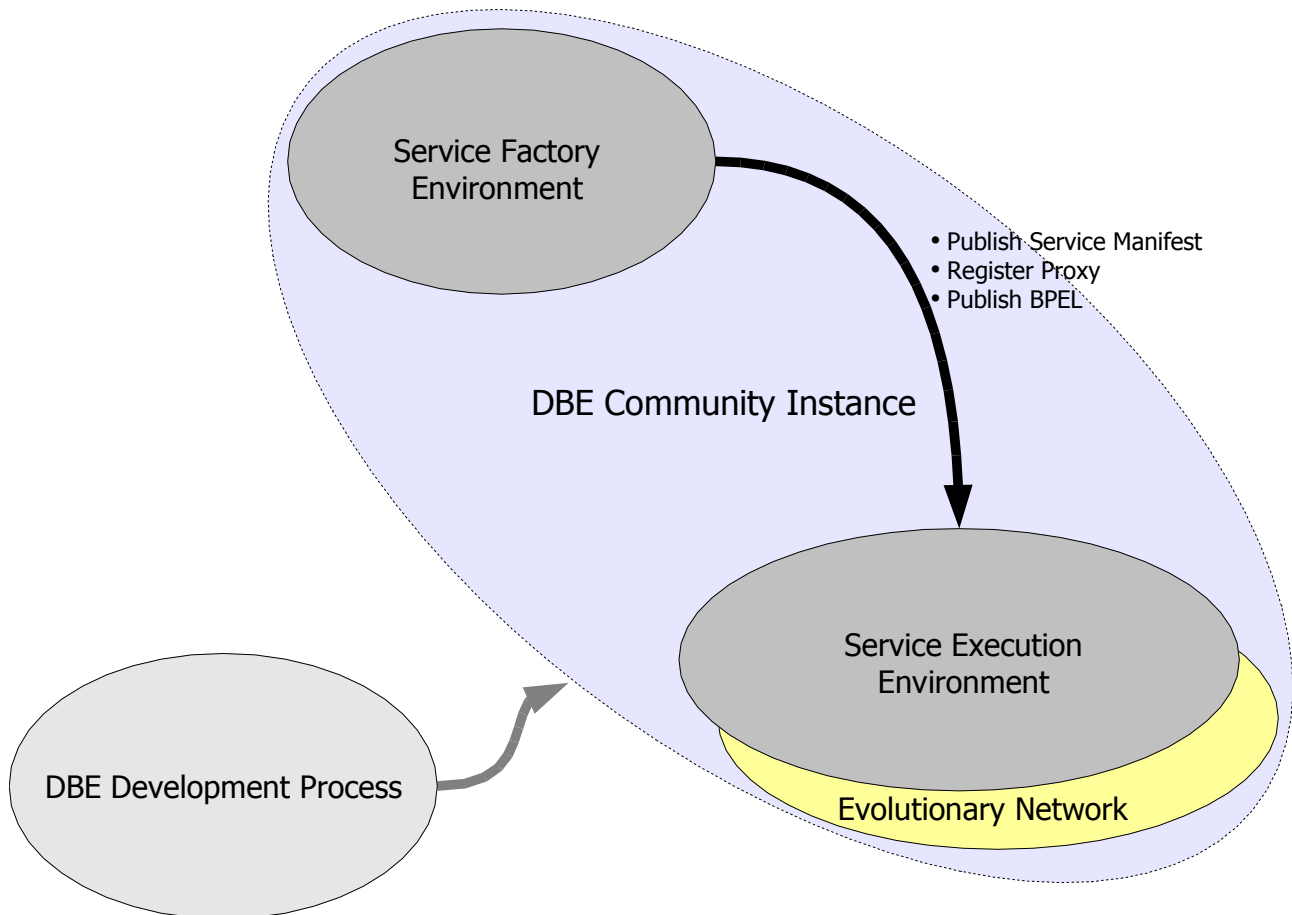 Service Factory
Environment
• Publish Service Manifest
• Register Proxy
• Publish BPEL
DBE Community Instance
Service Execution
Environment
DBE Development Process
Evolutionary Network